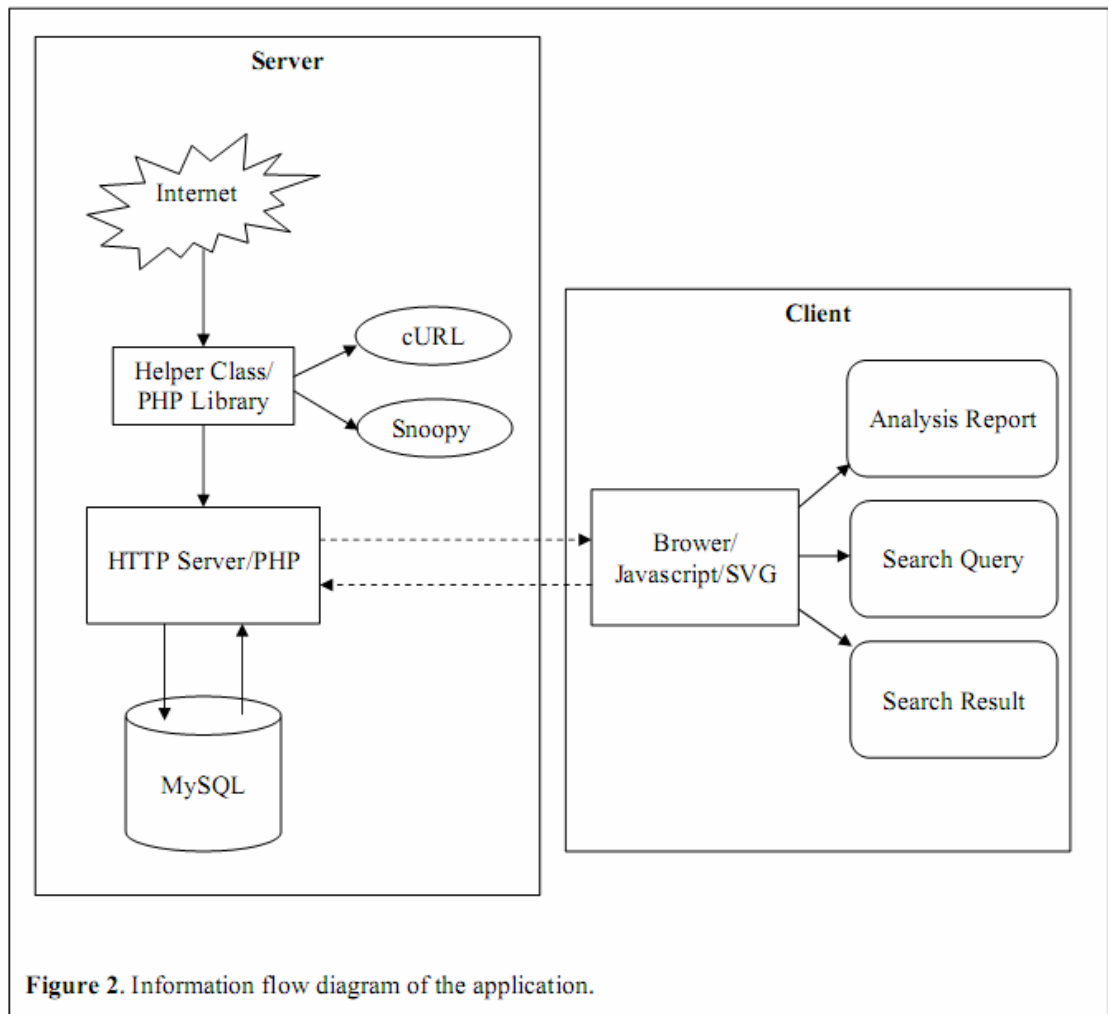 Server
Internet
cURL
Helper Class/
PHP Library
Snoopy
HTTP Server/PHP
MySQL
Client
Analysis Report
Brower/
Javascript/SVG
Search Query
Search Result
Figure 2. Information flow diagram of the application.